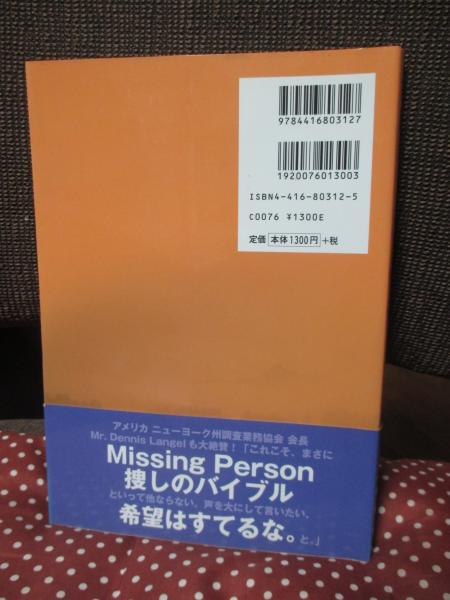 9784416803127
1920076013003
ISBN4-416-80312-5
C0076 ¥1300E
定価 本体1300円 +税
アメリカ ニューヨーク州調査業務協会 会長
Mr. Dennis Langel も大絶賛！「これこそ、まさに
Missing Person
捜しのバイブル
といって他ならない。声を大にして言いたい、
希望はすてるな。と。」